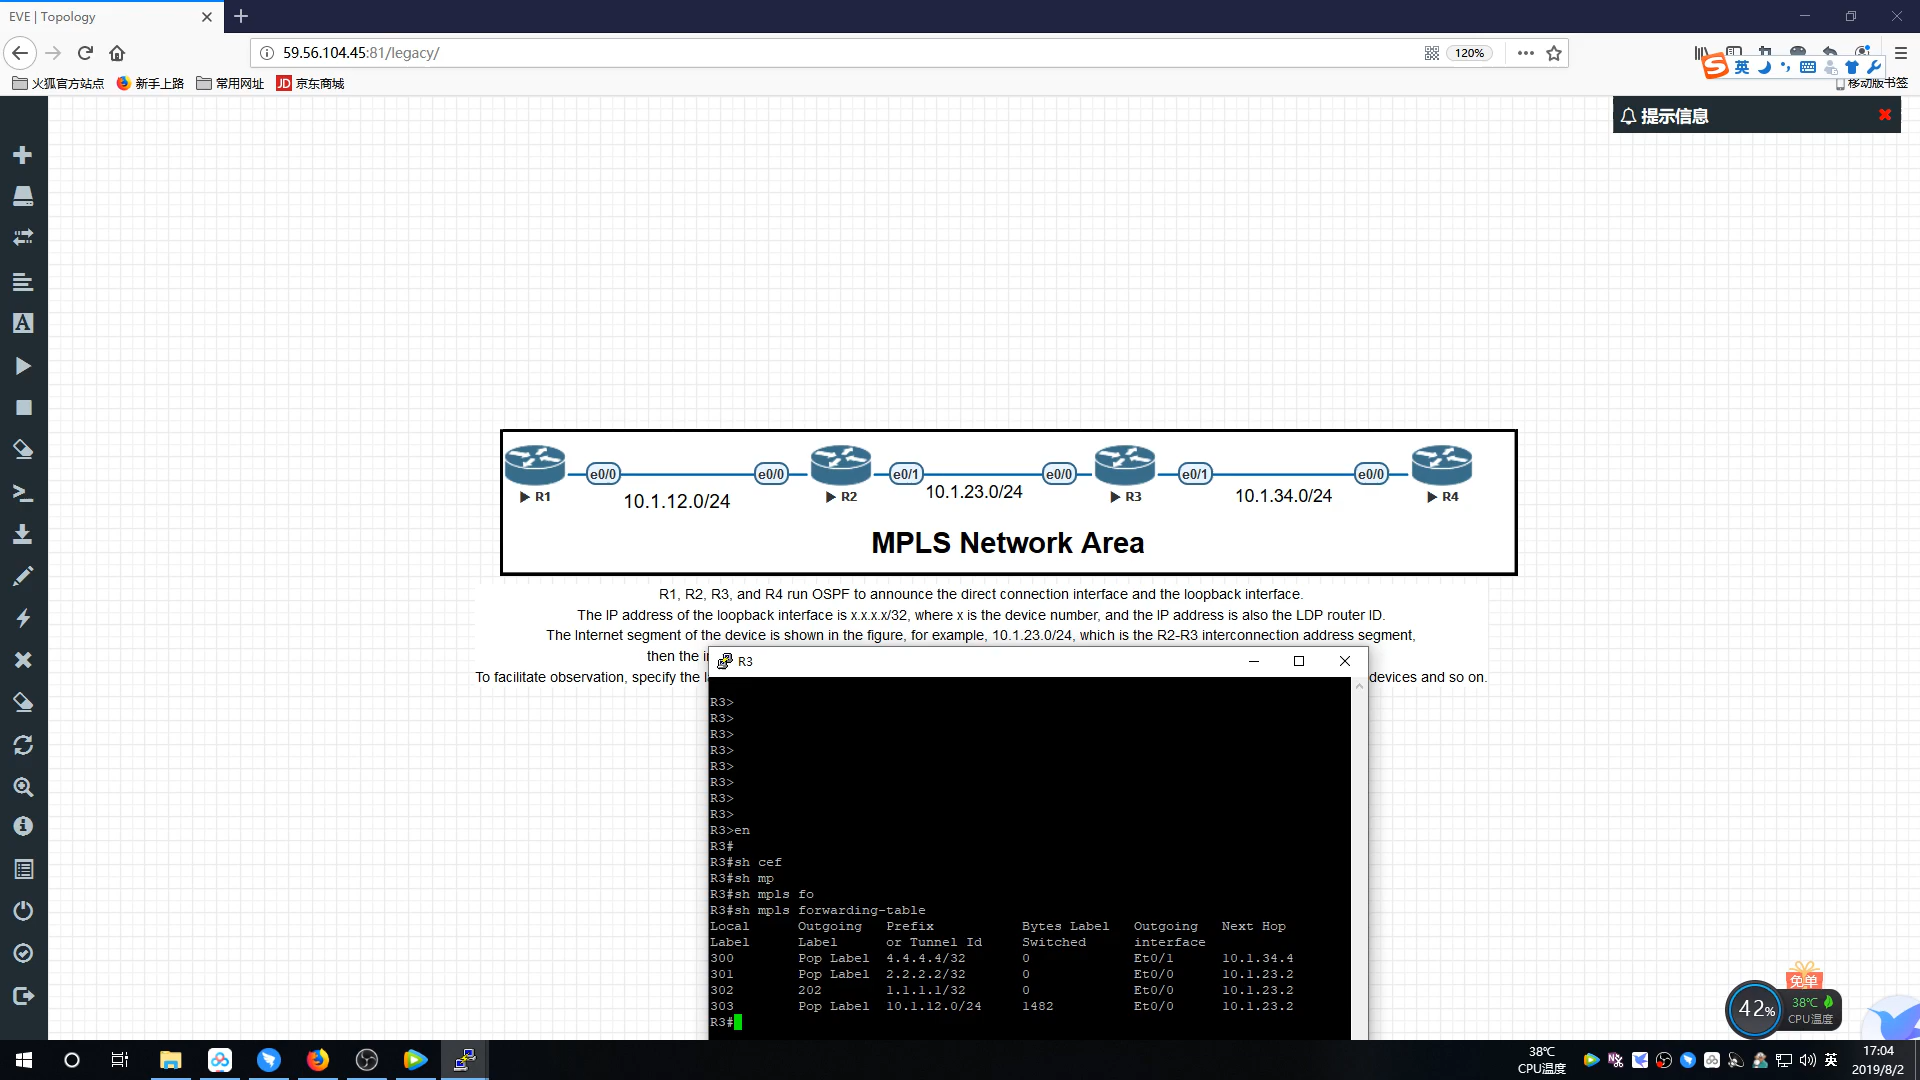 EVE | Topology
59.56.104.45:81/legacy/
120%
火狐官方站点
新手上路
常用网址
JD 京东商城
英
移动版书签
提示信息
e0/0
e0/0
e0/1
e0/0
e0/1
e0/0
R1
10.1.12.0/24
R2
10.1.23.0/24
R3
10.1.34.0/24
R4
MPLS Network Area
R1, R2, R3, and R4 run OSPF to announce the direct connection interface and the loopback interface.
The IP address of the loopback interface is x.x.x.x/32, where x is the device number, and the IP address is also the LDP router ID.
The Internet segment of the device is shown in the figure, for example, 10.1.23.0/24, which is the R2-R3 interconnection address segment,
then the
To facilitate observation, specify the
devices and so on.
R3
R3>
R3>
R3>
R3>
R3>
R3>
R3>
R3>
R3>en
R3#
R3#sh cef
R3#sh mp
R3#sh mpls fo
R3#sh mpls forwarding-table
Local Outgoing Prefix Bytes Label Outgoing Next Hop
Label Label or Tunnel Id Switched interface
300 Pop Label 4.4.4.4/32 0 Et0/1 10.1.34.4
301 Pop Label 2.2.2.2/32 0 Et0/0 10.1.23.2
302 202 1.1.1.1/32 0 Et0/0 10.1.23.2
303 Pop Label 10.1.12.0/24 1482 Et0/0 10.1.23.2
R3#
免单
42%
38℃
CPU温度
38℃
CPU温度
英
17:04
2019/8/2